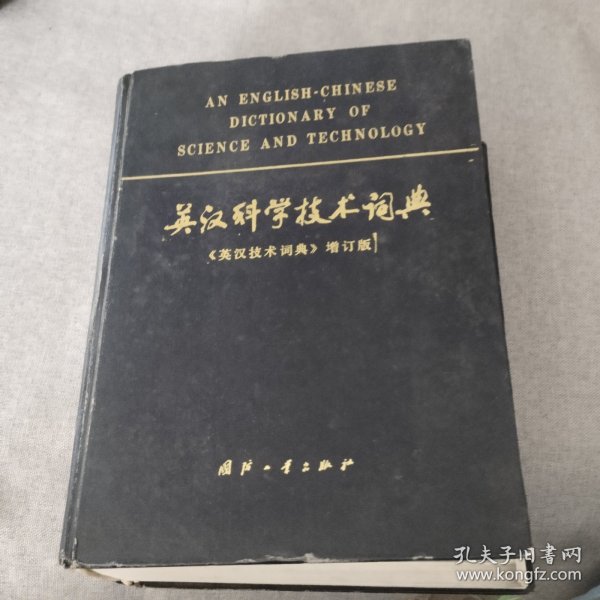 AN ENGLISH-CHINESE
DICTIONARY OF
SCIENCE AND TECHNOLOGY
英汉科学技术词典
《英汉技术词典》增订版
国防工业出版社
孔夫子旧书网
www.kongfz.com